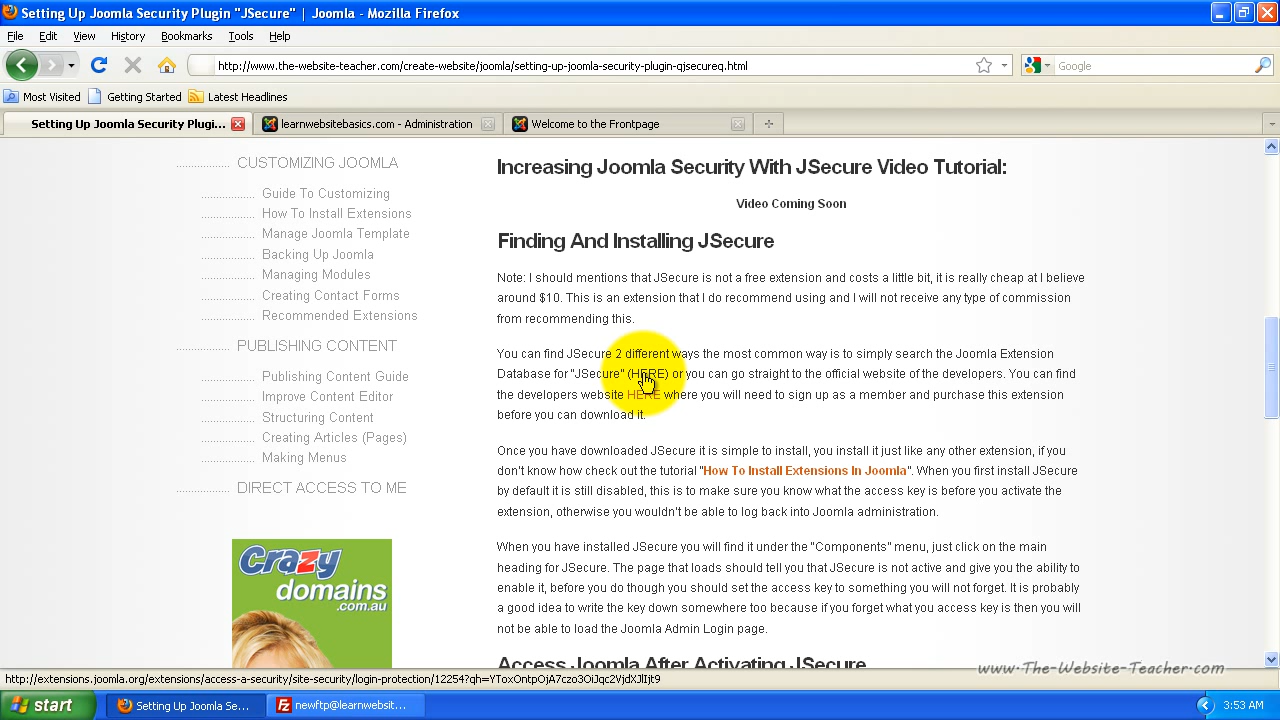 Setting Up Joomla Security Plugin "JSecure" | Joomla - Mozilla Firefox
File Edit View History Bookmarks Tools Help
http://www.the-website-teacher.com/create-website/joomla/setting-up-joomla-security-plugin-qjsecureq.html
Google
Most Visited Getting Started Latest Headlines
Setting Up Joomla Security Plugi... learnwebsitebasics.com - Administration Welcome to the Frontpage
CUSTOMIZING JOOMLA
Guide To Customizing
How To Install Extensions
Manage Joomla Template
Backing Up Joomla
Managing Modules
Creating Contact Forms
Recommended Extensions
PUBLISHING CONTENT
Publishing Content Guide
Improve Content Editor
Structuring Content
Creating Articles (Pages)
Making Menus
DIRECT ACCESS TO ME
Crazy
domains
.com.au
Increasing Joomla Security With JSecure Video Tutorial:
Video Coming Soon
Finding And Installing JSecure
Note: I should mentions that JSecure is not a free extension and costs a little bit, it is really cheap at I believe
around $10. This is an extension that I do recommend using and I will not receive any type of commission
from recommending this.
You can find JSecure 2 different ways the most common way is to simply search the Joomla Extension
Database for "JSecure" (HERE) or you can go straight to the official website of the developers. You can find
the developers website HERE where you will need to sign up as a member and purchase this extension
before you can download it.
Once you have downloaded JSecure it is simple to install, you install it just like any other extension, if you
don't know how check out the tutorial "How To Install Extensions In Joomla". When you first install JSecure
by default it is still disabled, this is to make sure you know what the access key is before you activate the
extension, otherwise you wouldn't be able to log back into Joomla administration.
When you have installed JSecure you will find it under the "Components" menu, just click on the main
heading for JSecure. The page that loads should tell you that JSecure is not active and give you the ability to
enable it, before you do though you should set the access key to something you will not forget. It is probably
a good idea to write the key down somewhere too because if you forget what you access key is then you will
not be able to load the Joomla Admin Login page.
Access Joomla After Activating JSecure
www.The-Website-Teacher.com
start Setting Up Joomla Se... newftp@learnwebsit... 3:53 AM